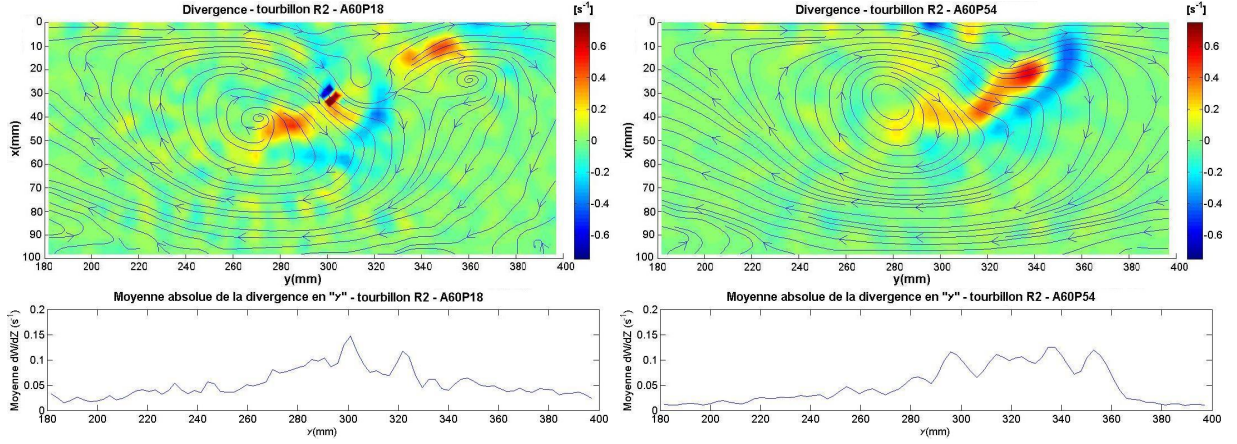 Divergence - tourbillon R2 - A60P18
[s-1]
x(mm)
0
10
20
30
40
50
60
70
80
90
100
180 200 220 240 260 280 300 320 340 360 380 400
y(mm)
0.6
0.4
0.2
0
-0.2
-0.4
-0.6
Divergence - tourbillon R2 - A60P54
[s-1]
x(mm)
0
10
20
30
40
50
60
70
80
90
100
180 200 220 240 260 280 300 320 340 360 380 400
y(mm)
0.6
0.4
0.2
0
-0.2
-0.4
-0.6
Moyenne absolue de la divergence en "Y" - tourbillon R2 - A60P18
Moyenne dW/dZ (s-1)
0.2
0.15
0.1
0.05
0
180 200 220 240 260 280 300 320 340 360 380 400
Y(mm)
Moyenne absolue de la divergence en "Y" - tourbillon R2 - A60P54
Moyenne dW/dZ (s-1)
0.2
0.15
0.1
0.05
0
180 200 220 240 260 280 300 320 340 360 380 400
Y(mm)